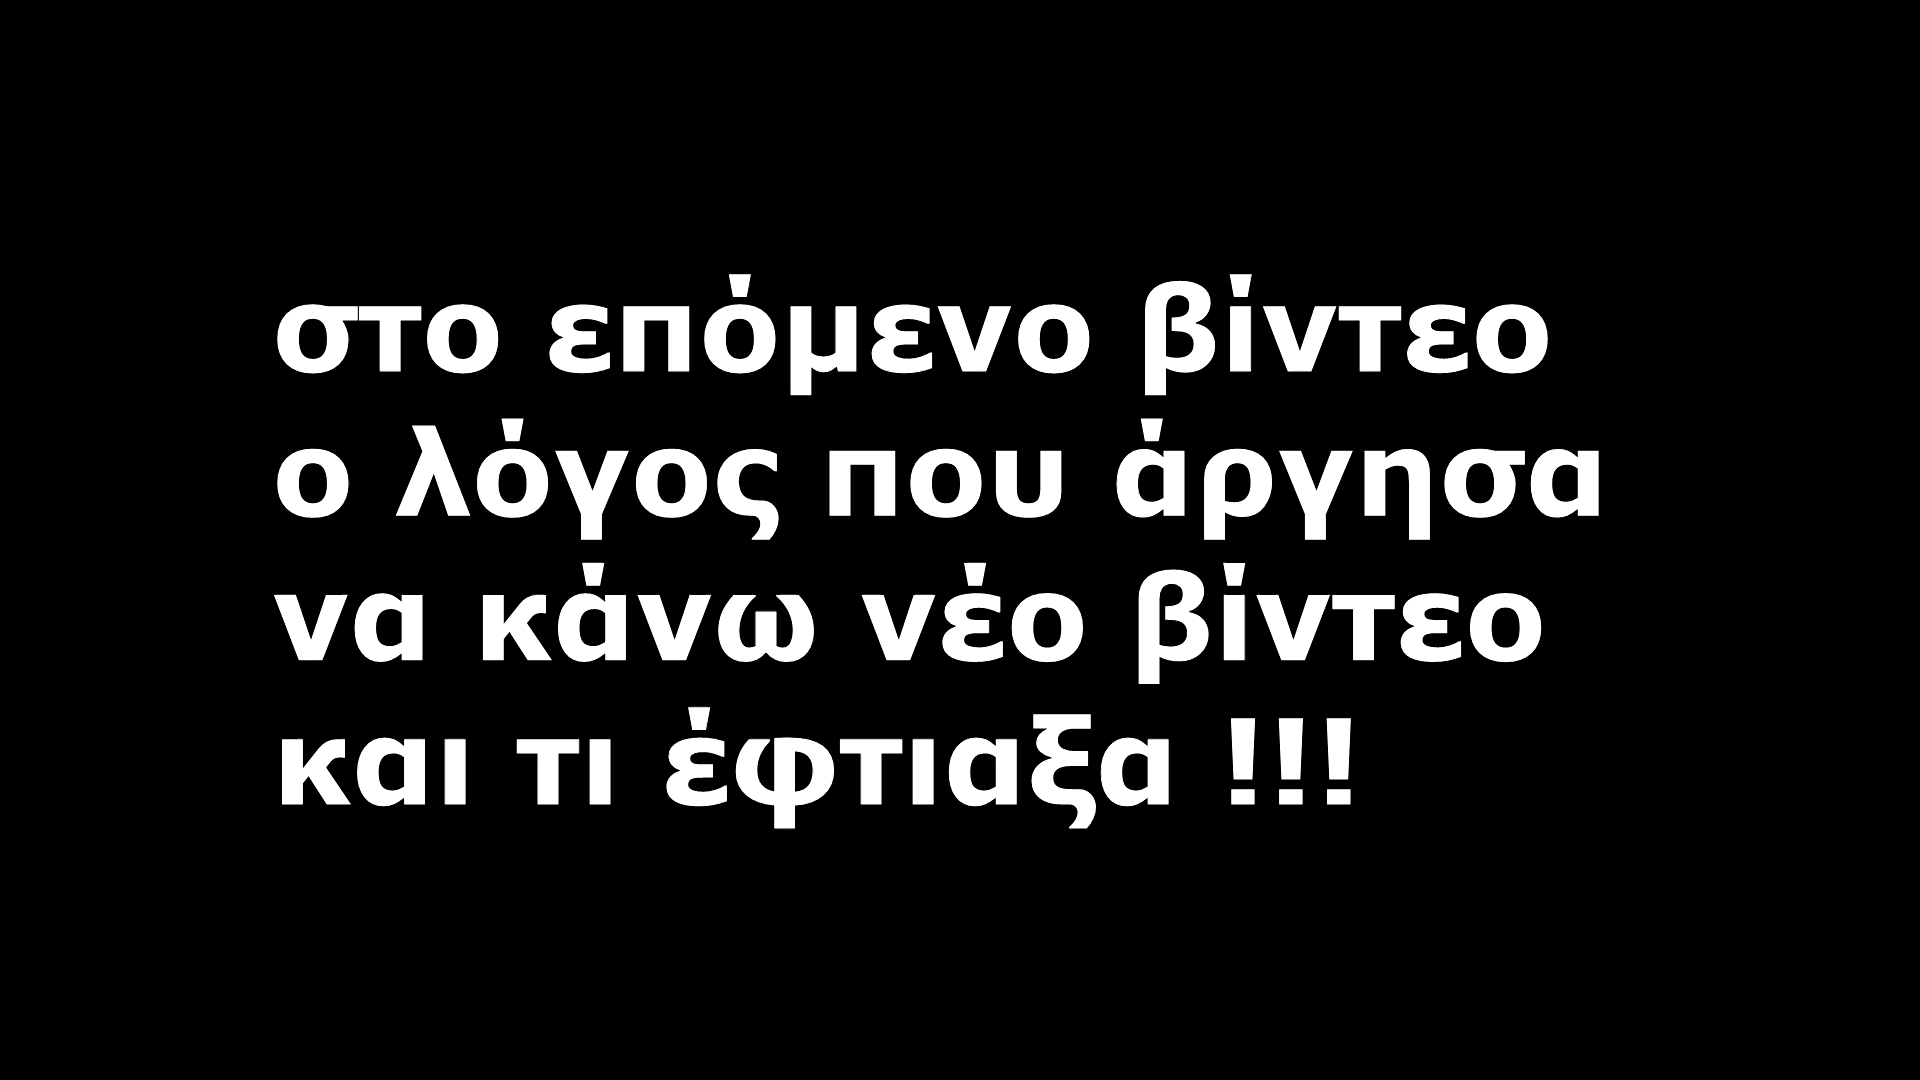 στο επόμενο βίντεο
ο λόγος που άργησα
να κάνω νέο βίντεο
και τι έφτιαξα !!!